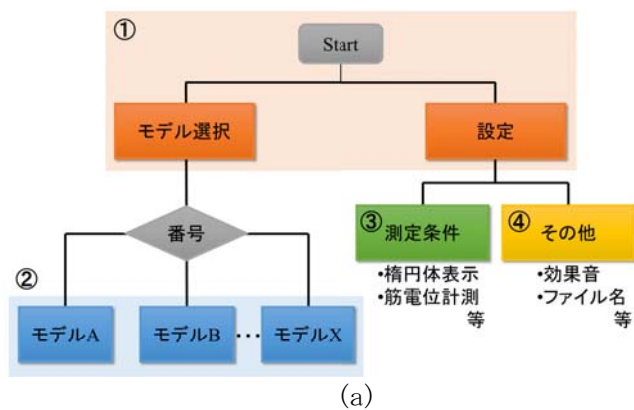 ①
Start
モデル選択
設定
番号
③
測定条件
・楕円体表示
・筋電位計測
等
④
その他
・効果音
・ファイル名
等
②
モデルA
モデルB
…
モデルX
(a)